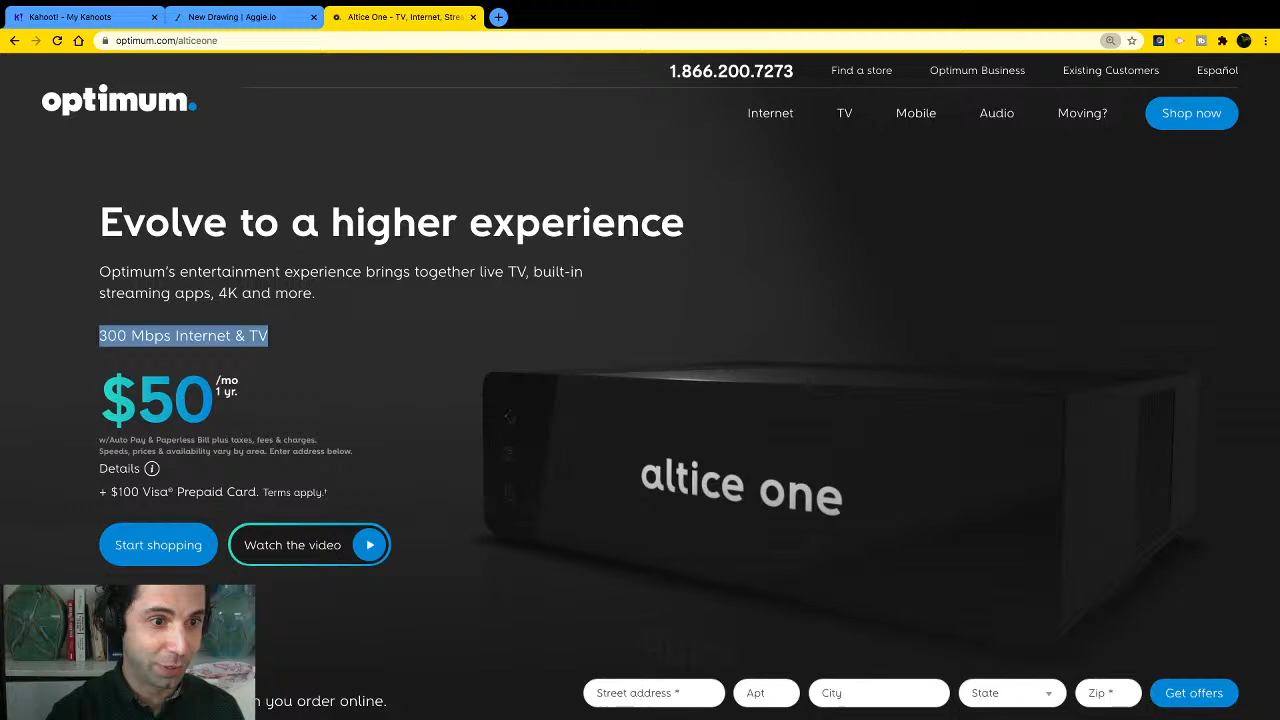 Kahoot! - My Kahoots
New Drawing | Aggie.io
Altice One - TV, Internet, Strea
optimum.com/alticeone
1.866.200.7273 Find a store Optimum Business Existing Customers Español
optimum.
Internet TV Mobile Audio Moving? Shop now
Evolve to a higher experience
Optimum's entertainment experience brings together live TV, built-in
streaming apps, 4K and more.
300 Mbps Internet & TV
$50 /mo
1 yr.
w/Auto Pay & Paperless Bill plus taxes, fees & charges.
Speeds, prices & availability vary by area. Enter address below.
Details i
+ $100 Visa® Prepaid Card. Terms apply.†
Start shopping Watch the video
altice one
Street address * Apt City State Zip * Get offers
you order online.